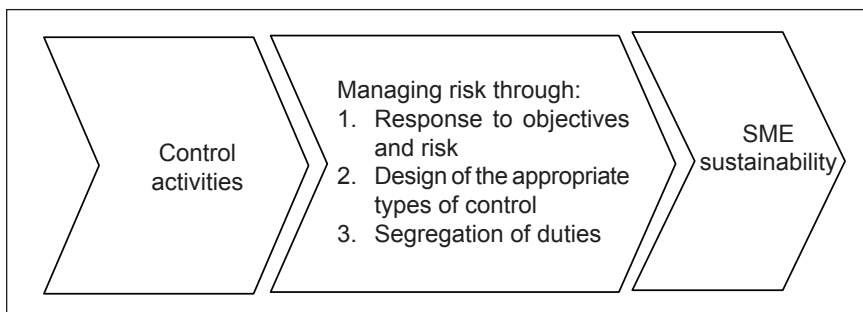 Control
activities
Managing risk through:
1. Response to objectives
and risk
2. Design of the appropriate
types of control
3. Segregation of duties
SME
sustainability